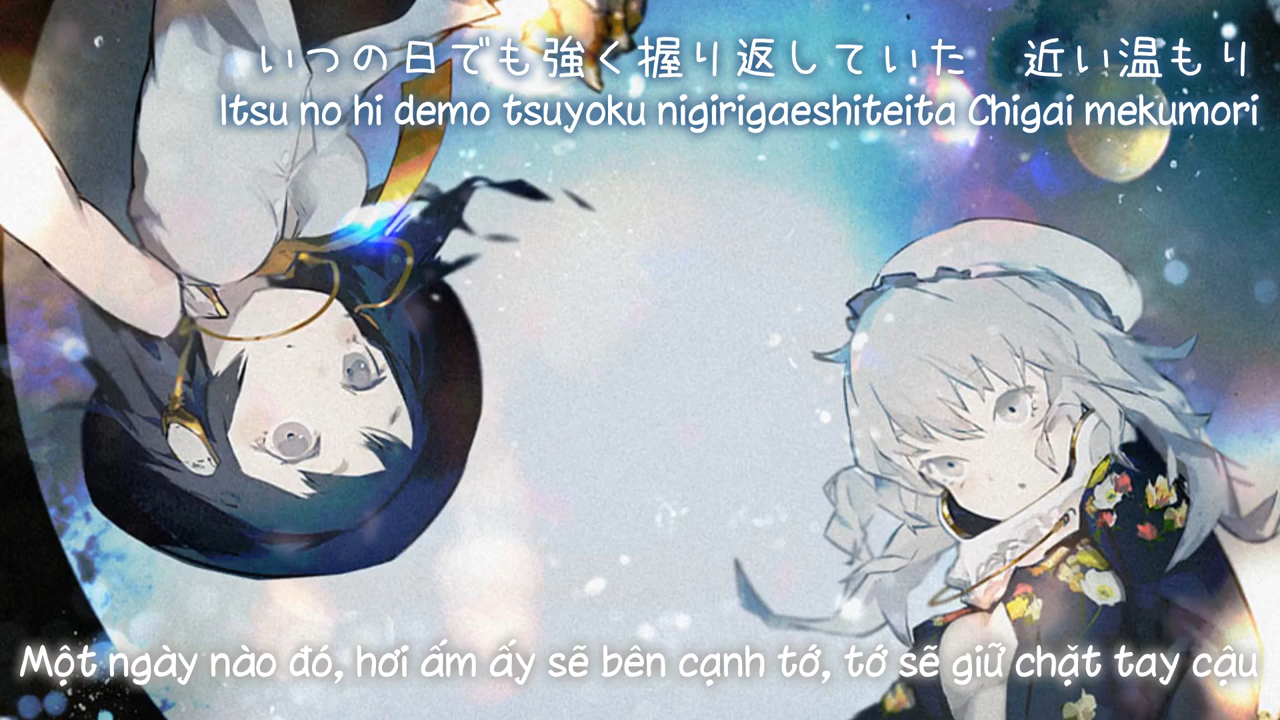 いつの日でも強く握り返していた　近い温もり
Itsu no hi demo tsuyoku nigirigaeshiteita Chigai mekumori
Một ngày nào đó, hơi ấm ấy sẽ bên cạnh tớ, tớ sẽ giữ chặt tay cậu